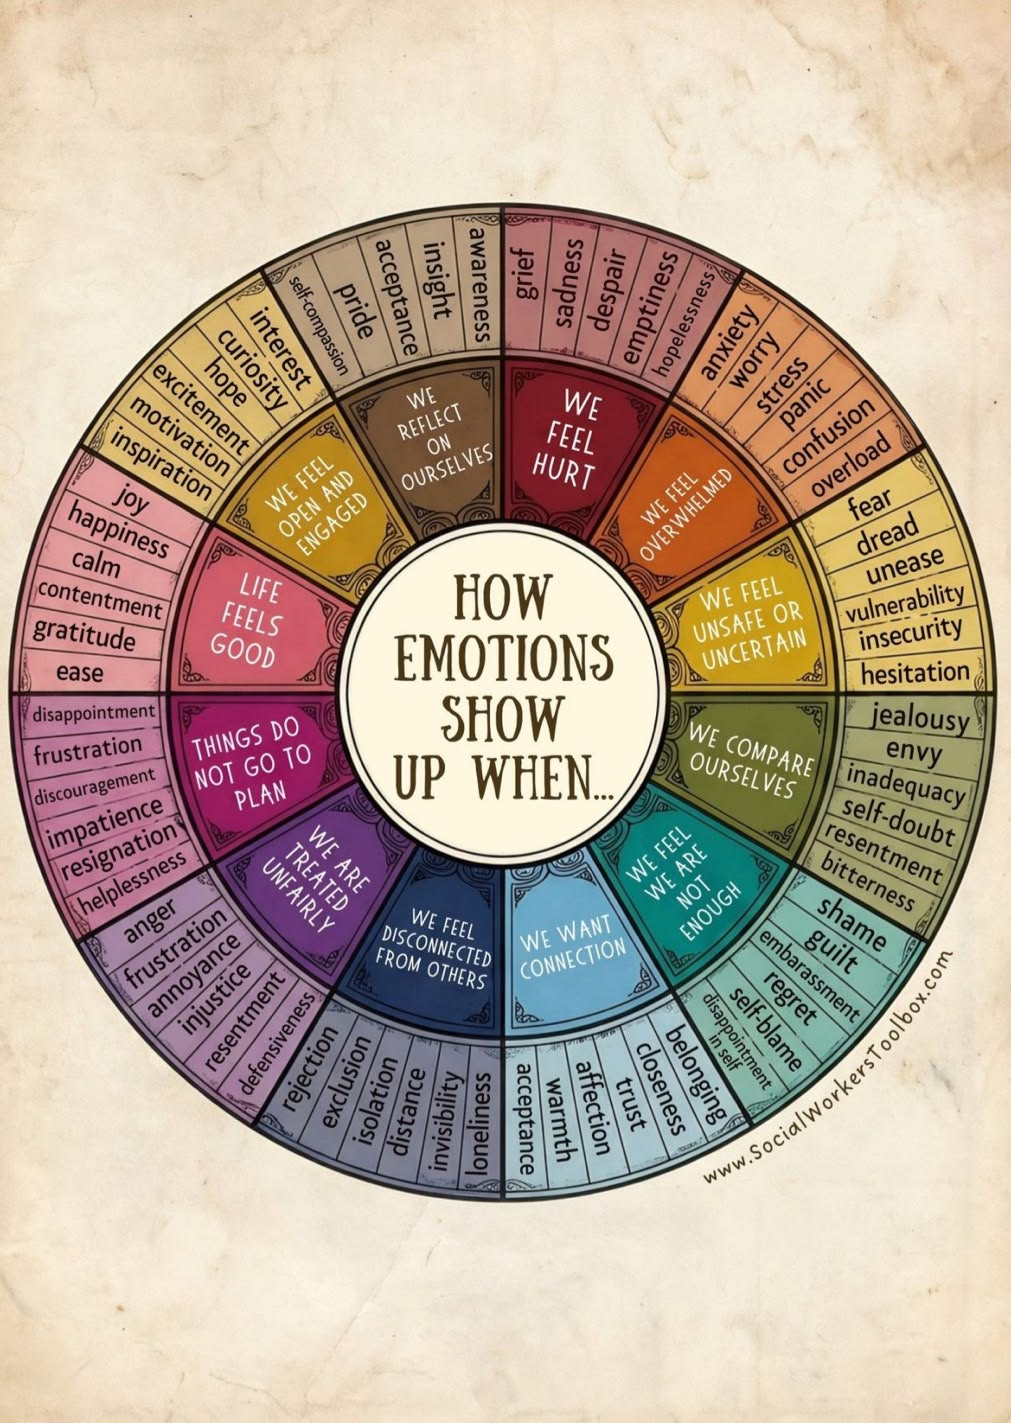 HOW
EMOTIONS
SHOW
UP WHEN...
WE
FEEL
HURT
grief
sadness
despair
emptiness
hopelessness
WE FEEL
OVERWHELMED
anxiety
worry
stress
panic
confusion
overload
WE FEEL
UNSAFE OR
UNCERTAIN
fear
dread
unease
vulnerability
insecurity
hesitation
WE COMPARE
OURSELVES
jealousy
envy
inadequacy
self-doubt
resentment
bitterness
WE FEEL
WE ARE
NOT
ENOUGH
shame
guilt
embarassment
regret
self-blame
disappointment
in self
WE WANT
CONNECTION
belonging
closeness
trust
affection
warmth
acceptance
WE FEEL
DISCONNECTED
FROM OTHERS
loneliness
invisibility
distance
isolation
exclusion
rejection
WE ARE
TREATED
UNFAIRLY
defensiveness
resentment
injustice
annoyance
frustration
anger
THINGS DO
NOT GO TO
PLAN
disappointment
frustration
discouragement
impatience
resignation
helplessness
LIFE
FEELS
GOOD
joy
happiness
calm
contentment
gratitude
ease
WE FEEL
OPEN AND
ENGAGED
interest
curiosity
hope
excitement
motivation
inspiration
WE
REFLECT
ON
OURSELVES
self-compassion
pride
acceptance
insight
awareness
www.SocialWorkersToolbox.com